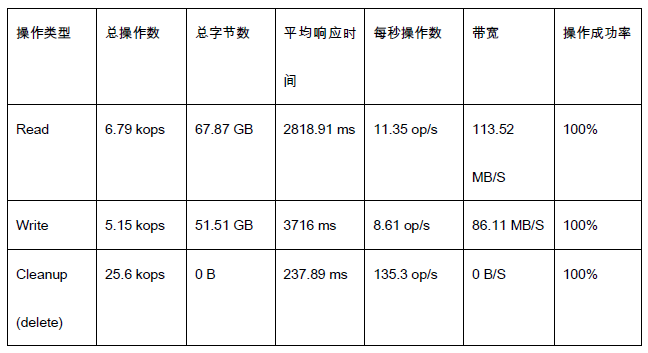 操作类型 总操作数 总字节数 平均响应时 每秒操作数 带宽 操作成功率
间
Read 6.79 kops 67.87 GB 2818.91 ms 11.35 op/s 113.52 100%
MB/S
Write 5.15 kops 51.51 GB 3716 ms 8.61 op/s 86.11 MB/S 100%
Cleanup 25.6 kops 0 B 237.89 ms 135.3 op/s 0 B/S 100%
(delete)